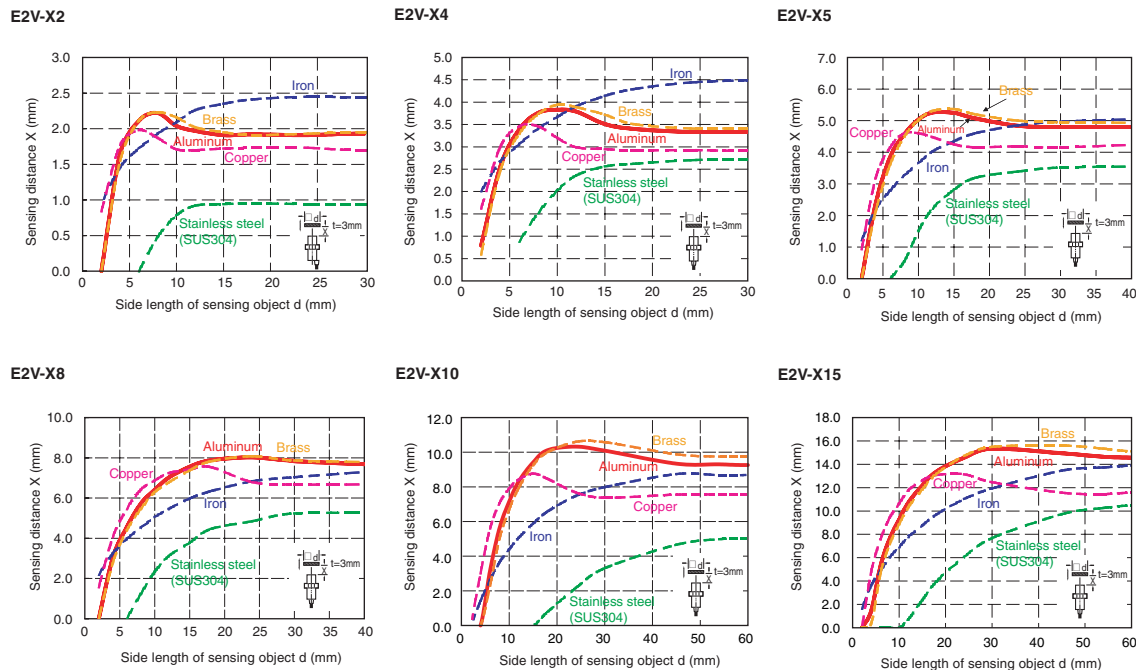 E2V-X2
3.0
2.5
2.0
1.5
1.0
0.5
0
0
5
10
15
20
25
30
Sensing distance X (mm)
Side length of sensing object d (mm)
Iron
Brass
Aluminum
Copper
Stainless steel
(SUS304)
d
X
t=3mm
E2V-X4
5.0
4.5
4.0
3.5
3.0
2.5
2.0
1.5
1.0
0.5
0
0
5
10
15
20
25
30
Sensing distance X (mm)
Side length of sensing object d (mm)
Iron
Brass
Aluminum
Copper
Stainless steel
(SUS304)
d
X
t=3mm
E2V-X5
7.0
6.0
5.0
4.0
3.0
2.0
1.0
0.0
0
5
10
15
20
25
30
35
40
Sensing distance X (mm)
Side length of sensing object d (mm)
Brass
Copper
Aluminum
Iron
Stainless steel
(SUS304)
d
X
t=3mm
E2V-X8
10.0
8.0
6.0
4.0
2.0
0.0
0
5
10
15
20
25
30
35
40
Sensing distance X (mm)
Side length of sensing object d (mm)
Aluminum
Brass
Copper
Iron
Stainless steel
(SUS304)
d
X
t=3mm
E2V-X10
12.0
10.0
8.0
6.0
4.0
2.0
0.0
0
10
20
30
40
50
60
Sensing distance X (mm)
Side length of sensing object d (mm)
Brass
Aluminum
Copper
Iron
Stainless steel
(SUS304)
d
X
t=3mm
E2V-X15
18.0
16.0
14.0
12.0
10.0
8.0
6.0
4.0
2.0
0.0
0
10
20
30
40
50
60
Sensing distance X (mm)
Side length of sensing object d (mm)
Brass
Aluminum
Copper
Iron
Stainless steel
(SUS304)
d
X
t=3mm